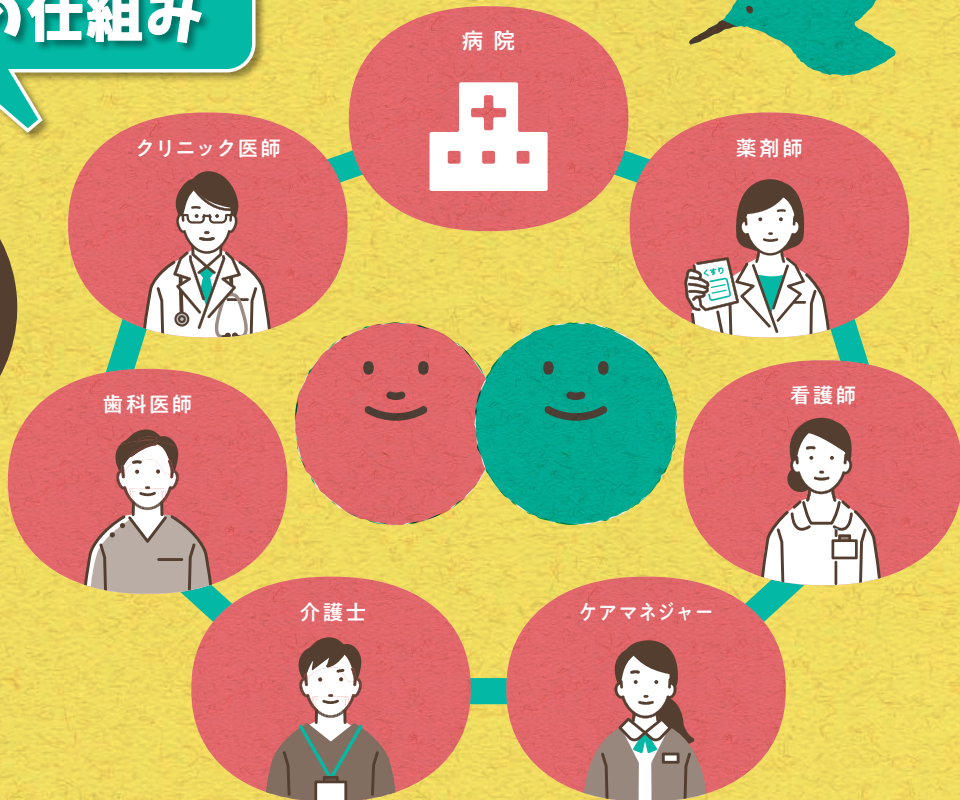 の仕組み
病院
クリニック医師
薬剤師
くすり
歯科医師
看護師
介護士
ケアマネジャー